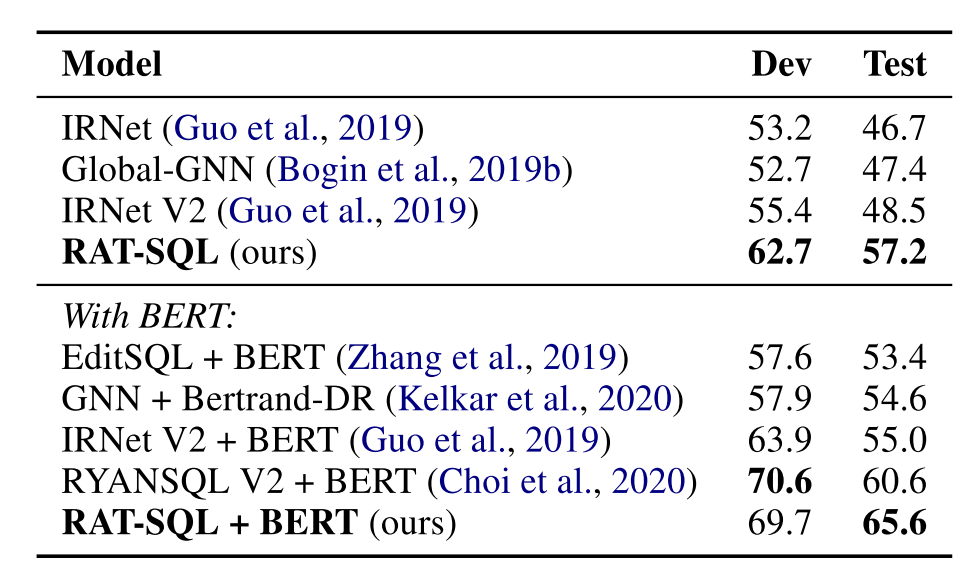 Model Dev Test
IRNet (Guo et al., 2019) 53.2 46.7
Global-GNN (Bogin et al., 2019b) 52.7 47.4
IRNet V2 (Guo et al., 2019) 55.4 48.5
RAT-SQL (ours) 62.7 57.2
With BERT:
EditSQL + BERT (Zhang et al., 2019) 57.6 53.4
GNN + Bertrand-DR (Kelkar et al., 2020) 57.9 54.6
IRNet V2 + BERT (Guo et al., 2019) 63.9 55.0
RYANSQL V2 + BERT (Choi et al., 2020) 70.6 60.6
RAT-SQL + BERT (ours) 69.7 65.6